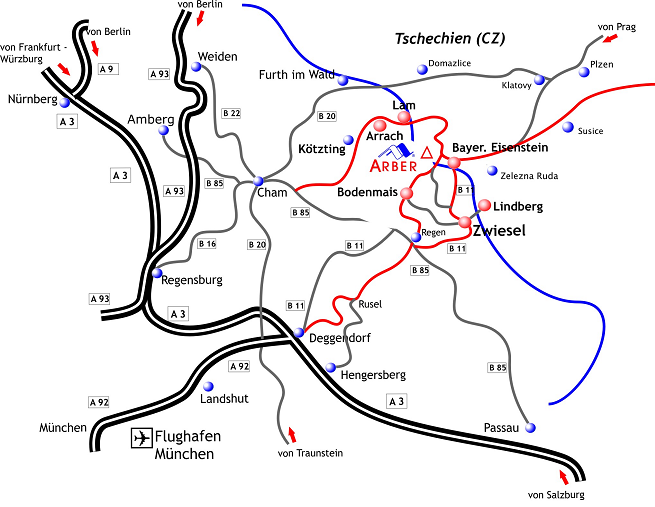 von Berlin
von Berlin
von Prag
von Frankfurt -
Würzburg
Tschechien (CZ)
Weiden
Domazlice
Plzen
A 9
A 93
Furth im Wald
Klatovy
Nürnberg
Lam
B 22
B 20
A 3
Amberg
Arrach
Susice
Kötzting
Bayer. Eisenstein
ARBER
A 3
Zelezna Ruda
B 85
A 93
Cham
Bodenmais
B 11
Lindberg
B 85
Regen
Zwiesel
B 16
B 20
B 11
B 11
B 85
Regensburg
A 93
B 11
Rusel
A 3
Deggendorf
A 92
B 85
Hengersberg
Landshut
A 92
A 3
München
Passau
Flughafen
München
von Traunstein
von Salzburg